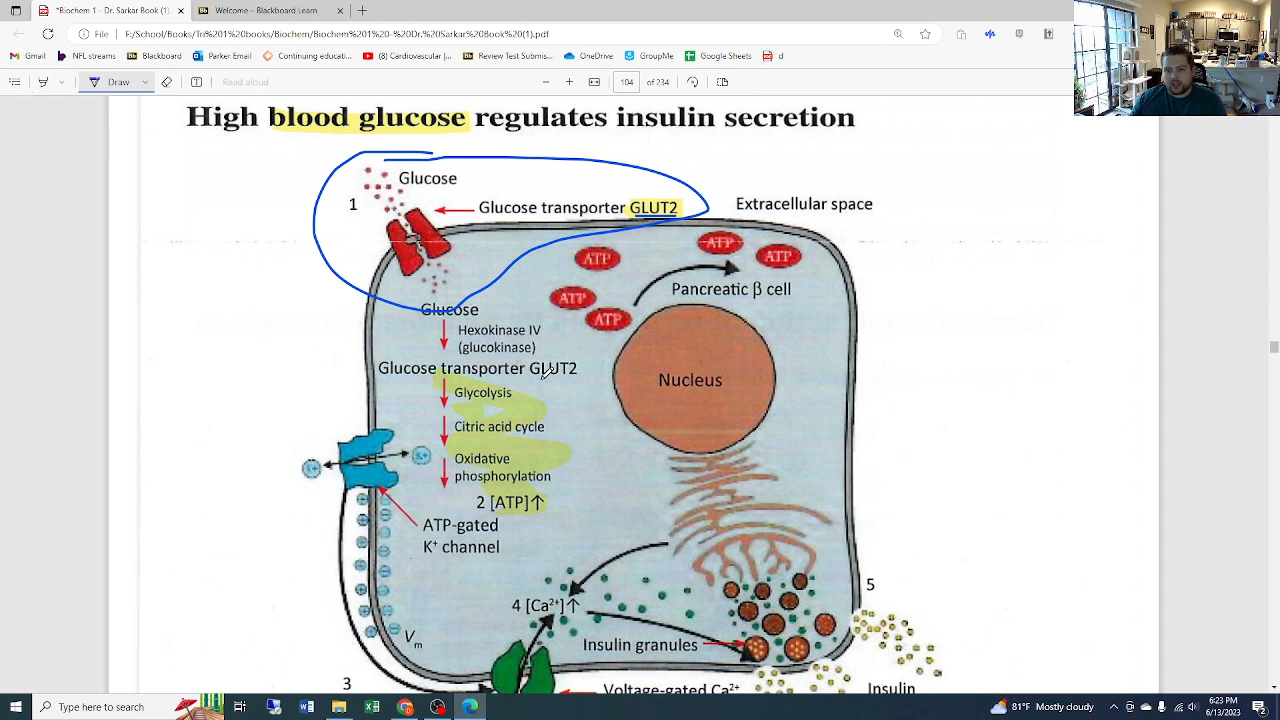 *Biochem 1 - Dr. Sarkar Book (1).
Welcome – Blackboard
File
F:/School/Books/Tri%201%20books/Biochem/Biochem%201%20-%20Dr.%20Sarkar%20Book%20(1).pdf
Gmail
NFL streams
Blackboard
Parker Email
Continuing educati...
(8) Cardiovascular |...
Review Test Submis...
OneDrive
GroupMe
Google Sheets
d
Draw
Read aloud
104
of 234
High blood glucose regulates insulin secretion
Glucose
1
Glucose transporter GLUT2
Extracellular space
ATP
ATP
ATP
Pancreatic β cell
ATP
ATP
Glucose
Hexokinase IV
(glucokinase)
Glucose transporter GLUT2
Nucleus
Glycolysis
Citric acid cycle
Oxidative
phosphorylation
2 [ATP]↑
ATP-gated
K+ channel
5
4 [Ca2+]↑
Vm
Insulin granules
3
Voltage-gated Ca2+
Insulin
Type here to search
81°F Mostly cloudy
6:23 PM
6/13/2023